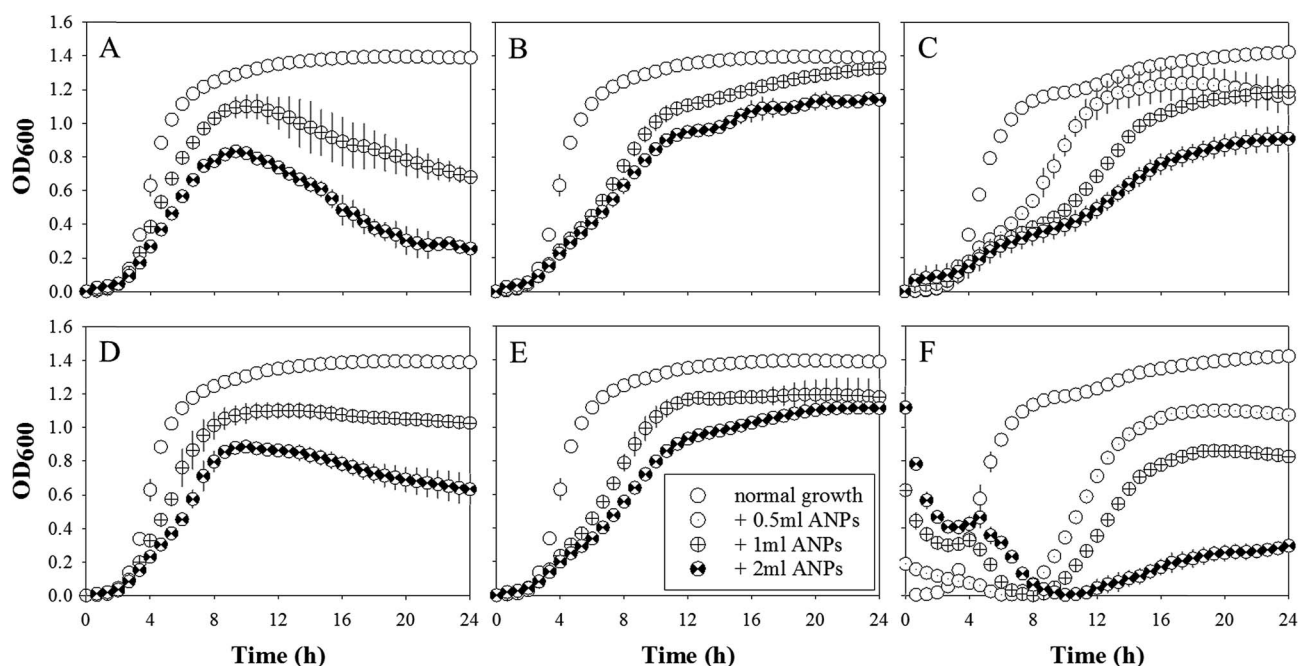 A
B
C
OD600
1.6
1.4
1.2
1.0
0.8
0.6
0.4
0.2
0.0
D
E
F
OD600
1.6
1.4
1.2
1.0
0.8
0.6
0.4
0.2
0.0
normal growth
+ 0.5ml ANPs
+ 1ml ANPs
+ 2ml ANPs
0 4 8 12 16 20 24 0 4 8 12 16 20 24 0 4 8 12 16 20 24
Time (h) Time (h) Time (h)